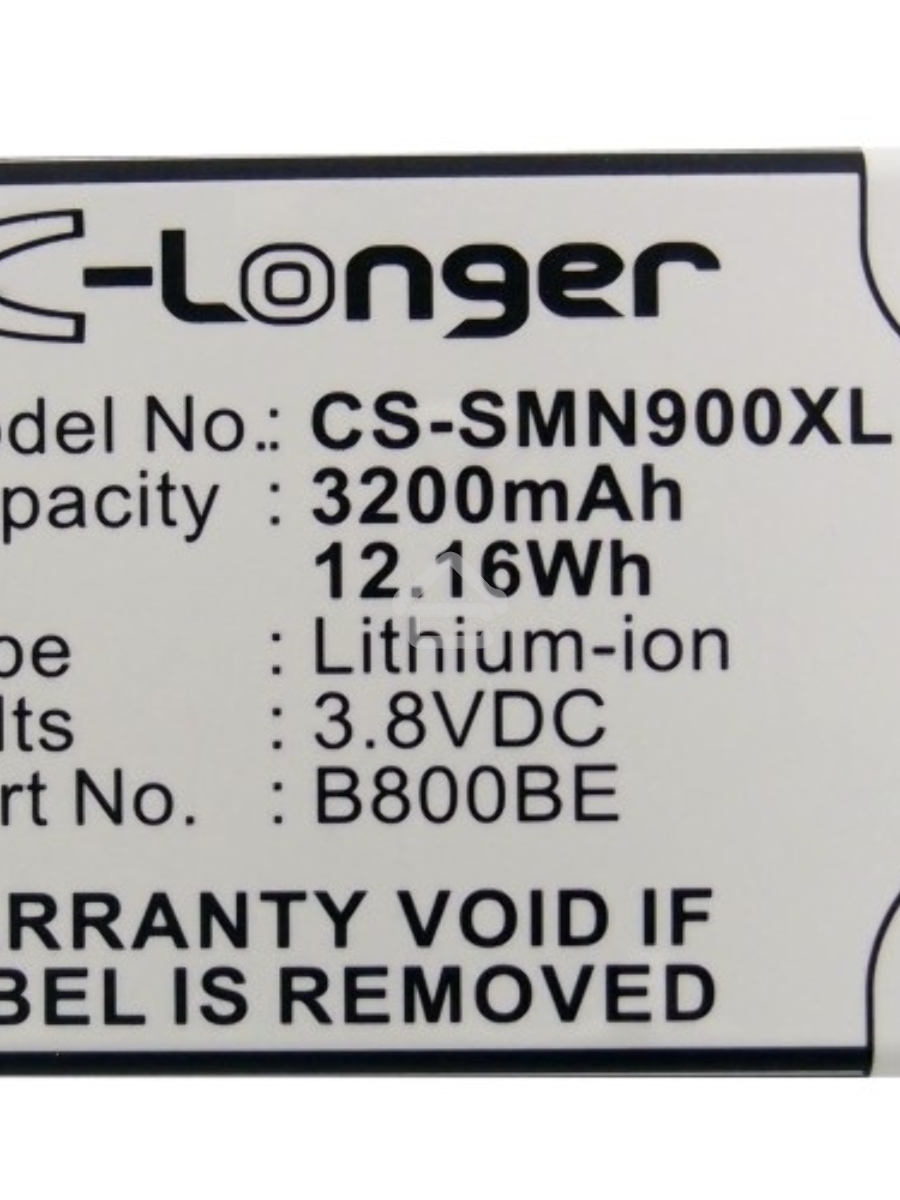 X-Longer
odel No.: CS-SMN900XL
pacity : 3200mAh
12.16Wh
pe : Lithium-ion
lts : 3.8VDC
rt No. : B800BE
RRANTY VOID IF
BEL IS REMOVED